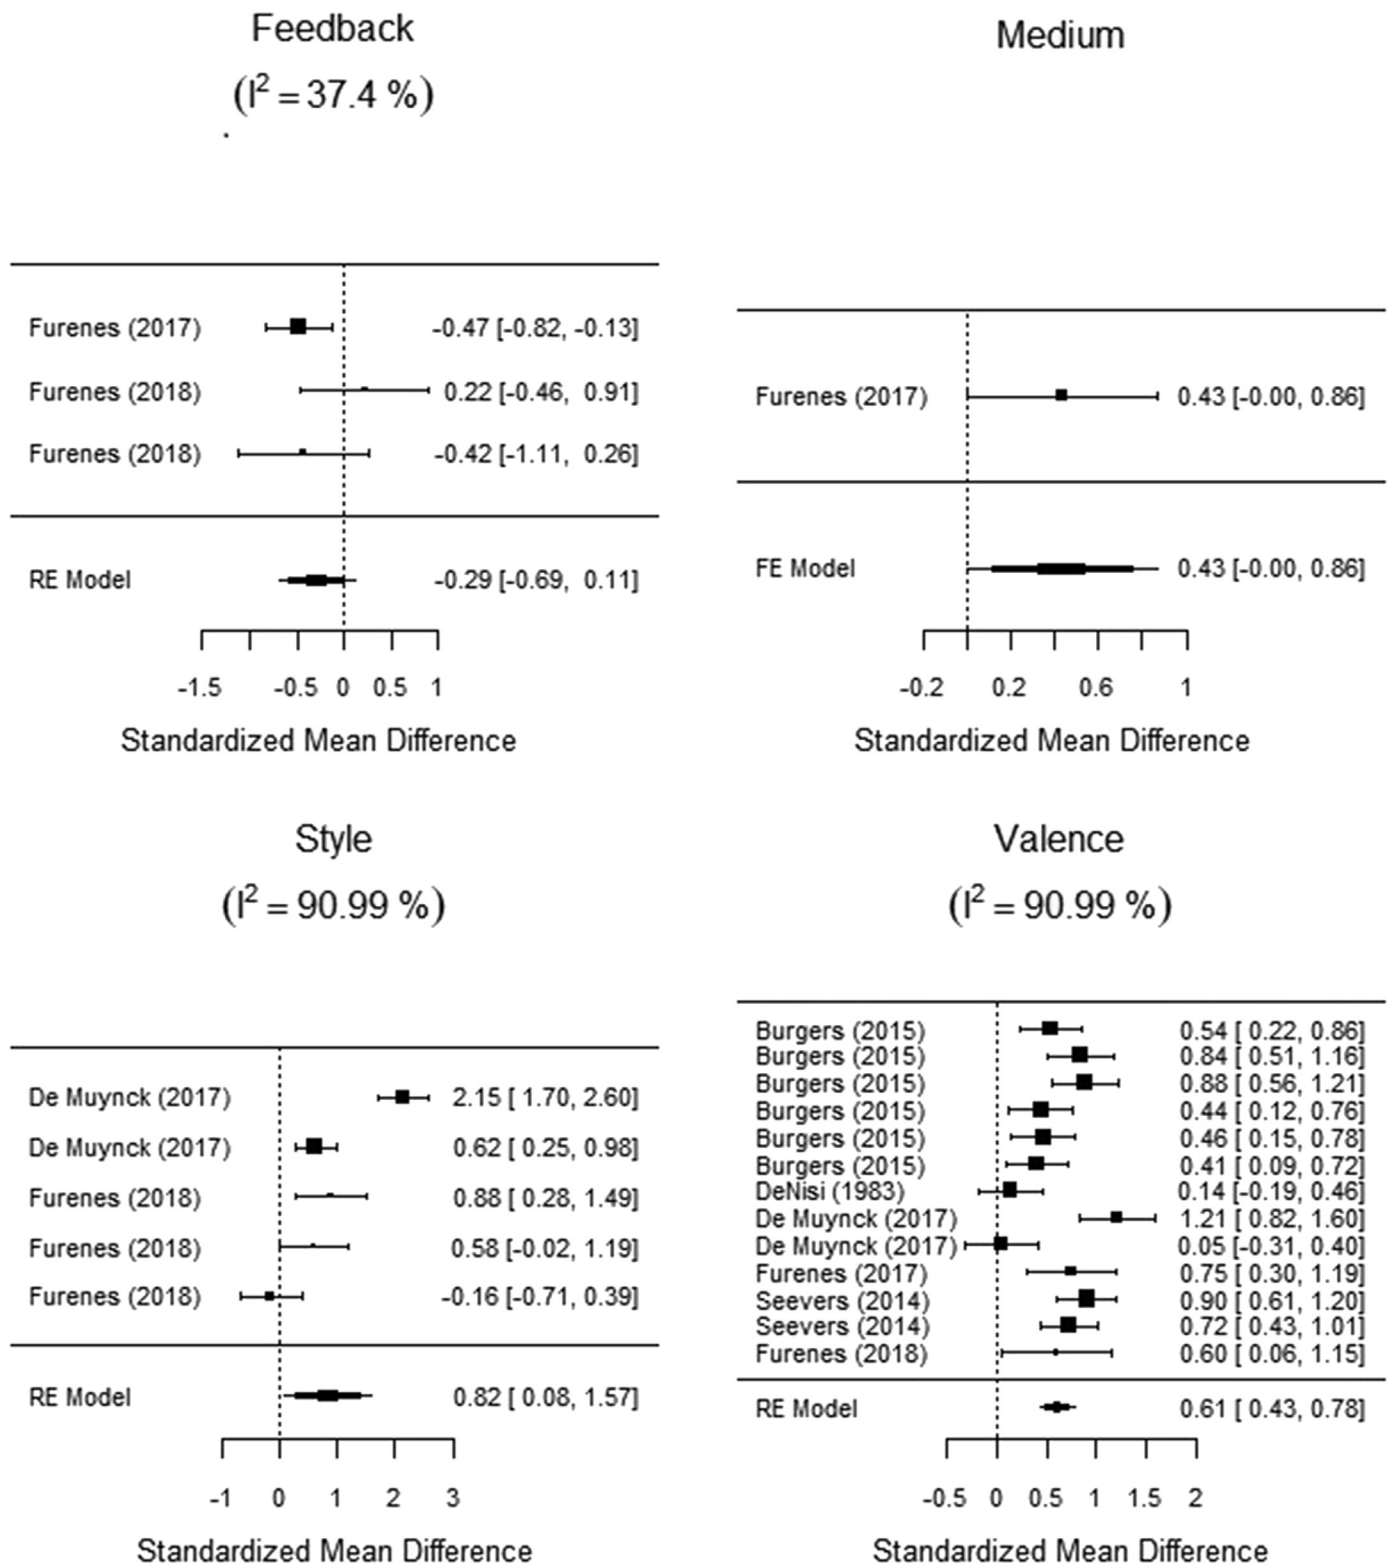 Feedback
(I² = 37.4 %)
Furenes (2017) -0.47 [-0.82, -0.13]
Furenes (2018) 0.22 [-0.46, 0.91]
Furenes (2018) -0.42 [-1.11, 0.26]
RE Model -0.29 [-0.69, 0.11]
-1.5 -0.5 0 0.5 1
Standardized Mean Difference
Medium
Furenes (2017) 0.43 [-0.00, 0.86]
FE Model 0.43 [-0.00, 0.86]
-0.2 0.2 0.6 1
Standardized Mean Difference
Style
(I² = 90.99 %)
De Muynck (2017) 2.15 [ 1.70, 2.60]
De Muynck (2017) 0.62 [ 0.25, 0.98]
Furenes (2018) 0.88 [ 0.28, 1.49]
Furenes (2018) 0.58 [-0.02, 1.19]
Furenes (2018) -0.16 [-0.71, 0.39]
RE Model 0.82 [ 0.08, 1.57]
-1 0 1 2 3
Standardized Mean Difference
Valence
(I² = 90.99 %)
Burgers (2015) 0.54 [ 0.22, 0.86]
Burgers (2015) 0.84 [ 0.51, 1.16]
Burgers (2015) 0.88 [ 0.56, 1.21]
Burgers (2015) 0.44 [ 0.12, 0.76]
Burgers (2015) 0.46 [ 0.15, 0.78]
Burgers (2015) 0.41 [ 0.09, 0.72]
DeNisi (1983) 0.14 [-0.19, 0.46]
De Muynck (2017) 1.21 [ 0.82, 1.60]
De Muynck (2017) 0.05 [-0.31, 0.40]
Furenes (2017) 0.75 [ 0.30, 1.19]
Seevers (2014) 0.90 [ 0.61, 1.20]
Seevers (2014) 0.72 [ 0.43, 1.01]
Furenes (2018) 0.60 [ 0.06, 1.15]
RE Model 0.61 [ 0.43, 0.78]
-0.5 0 0.5 1 1.5 2
Standardized Mean Difference